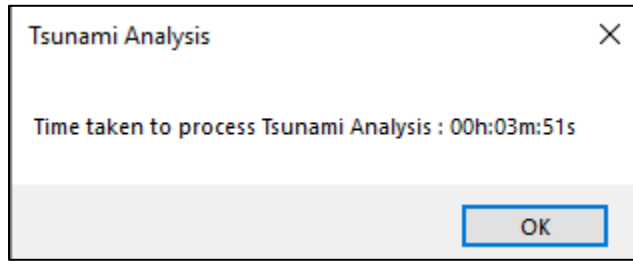 Tsunami Analysis
Time taken to process Tsunami Analysis : 00h:03m:51s
OK